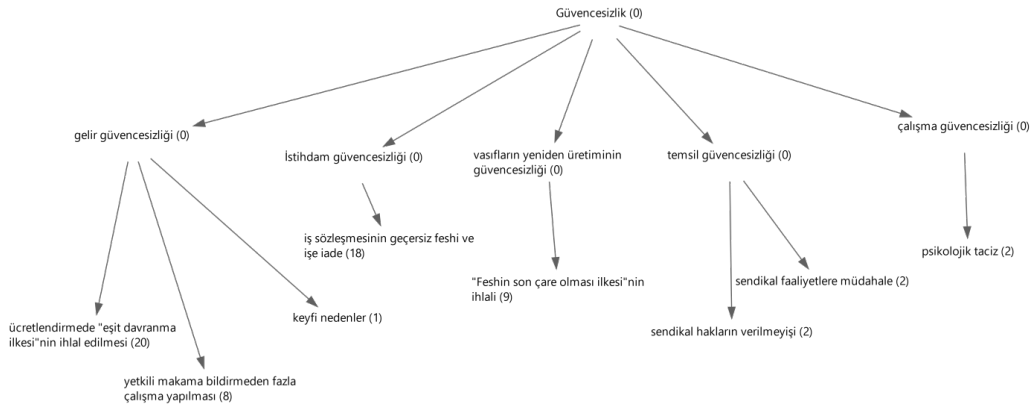 Güvencesizlik (0)
gelir güvencesizliği (0)
İstihdam güvencesizliği (0)
vasıfların yeniden üretiminin
güvencesizliği (0)
temsil güvencesizliği (0)
çalışma güvencesizliği (0)
iş sözleşmesinin geçersiz feshi ve
işe iade (18)
psikolojik taciz (2)
"Feshin son çare olması ilkesi"nin
ihlali (9)
sendikal faaliyetlere müdahale (2)
keyfi nedenler (1)
ücretlendirmede "eşit davranma
ilkesi"nin ihlal edilmesi (20)
sendikal hakların verilmeyişi (2)
yetkili makama bildirmeden fazla
çalışma yapılması (8)